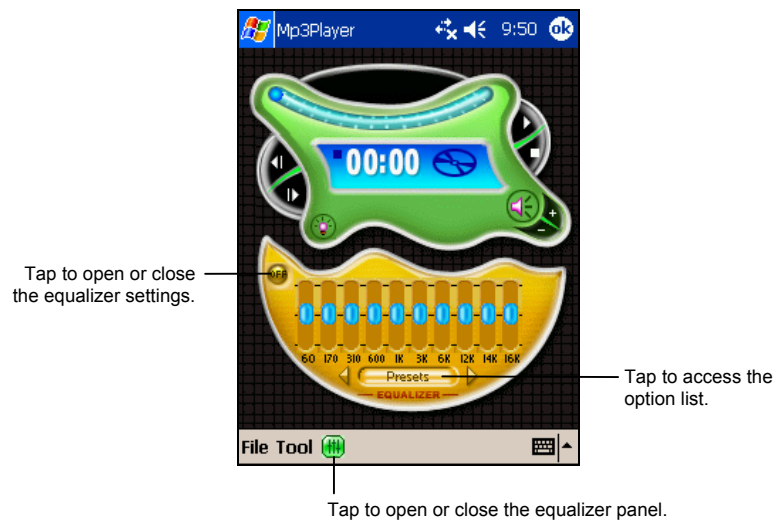 Mp3Player 9:50 ok
00:00
+
-
Tap to open or close
the equalizer settings.
OFF
60 170 310 600 1K 3K 6K 12K 14K 16K
Presets
EQUALIZER
Tap to access the
option list.
File Tool
Tap to open or close the equalizer panel.